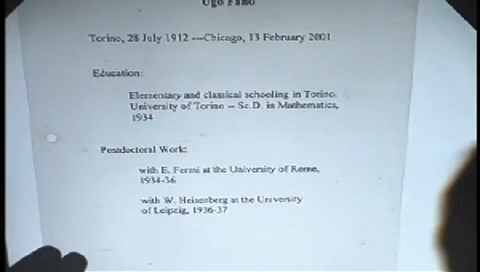 Ugo Fano
Torino, 28 July 1912 ---Chicago, 13 February 2001
Education:
Elementary and classical schooling in Torino.
University of Torino -- Sc.D. in Mathematics,
1934
Postdoctoral Work:
with E. Fermi at the University of Rome,
1934-36
with W. Heisenberg at the University
of Leipzig, 1936-37